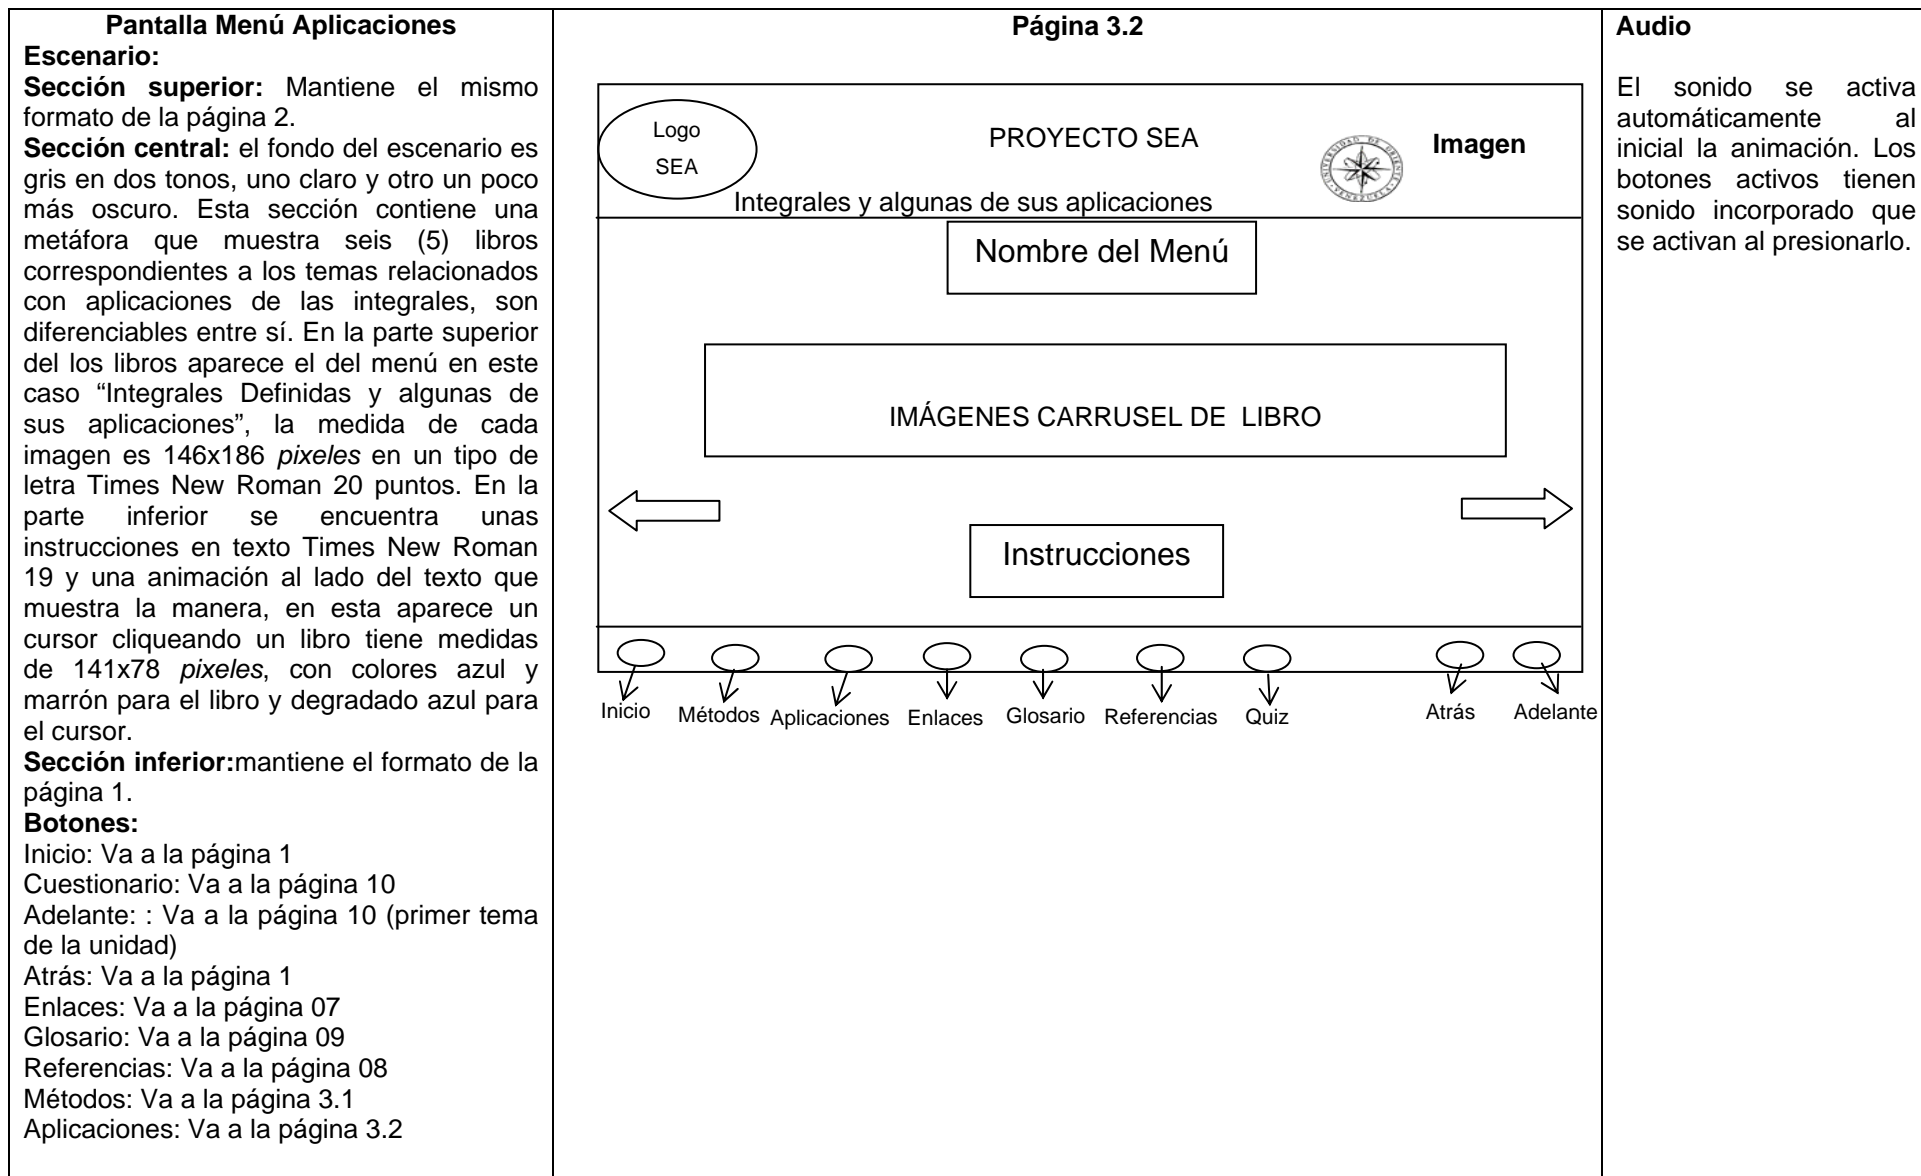 Pantalla Menú Aplicaciones
Escenario:
Sección superior: Mantiene el mismo
formato de la página 2.
Sección central: el fondo del escenario es
gris en dos tonos, uno claro y otro un poco
más oscuro. Esta sección contiene una
metáfora que muestra seis (5) libros
correspondientes a los temas relacionados
con aplicaciones de las integrales, son
diferenciables entre sí. En la parte superior
del los libros aparece el del menú en este
caso “Integrales Definidas y algunas de
sus aplicaciones”, la medida de cada
imagen es 146x186 pixeles en un tipo de
letra Times New Roman 20 puntos. En la
parte inferior se encuentra unas
instrucciones en texto Times New Roman
19 y una animación al lado del texto que
muestra la manera, en esta aparece un
cursor cliqueando un libro tiene medidas
de 141x78 pixeles, con colores azul y
marrón para el libro y degradado azul para
el cursor.
Sección inferior:mantiene el formato de la
página 1.
Botones:
Inicio: Va a la página 1
Cuestionario: Va a la página 10
Adelante: : Va a la página 10 (primer tema
de la unidad)
Atrás: Va a la página 1
Enlaces: Va a la página 07
Glosario: Va a la página 09
Referencias: Va a la página 08
Métodos: Va a la página 3.1
Aplicaciones: Va a la página 3.2
Página 3.2
Logo
SEA
PROYECTO SEA
UNIVERSIDAD DE ORIENTE
VENEZUELA
Imagen
Integrales y algunas de sus aplicaciones
Nombre del Menú
IMÁGENES CARRUSEL DE LIBRO
Instrucciones
Inicio Métodos Aplicaciones Enlaces Glosario Referencias Quiz Atrás Adelante
Audio
El sonido se activa
automáticamente al
inicial la animación. Los
botones activos tienen
sonido incorporado que
se activan al presionarlo.